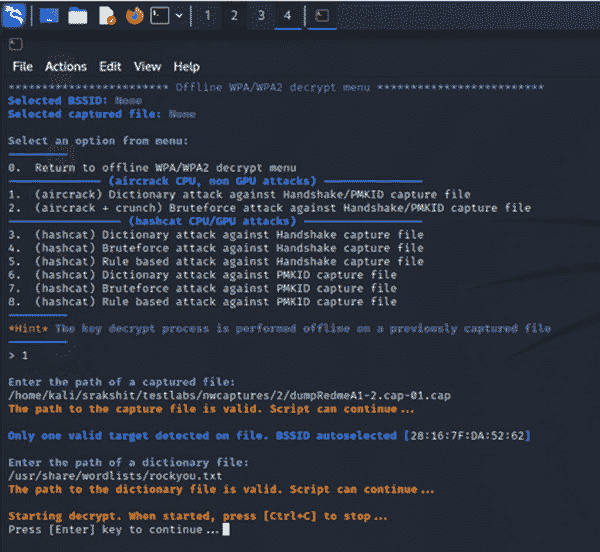 1 2 3 4
File Actions Edit View Help
************************ Offline WPA/WPA2 decrypt menu *************************
Selected BSSID: None
Selected captured file: None
Select an option from menu:
0. Return to offline WPA/WPA2 decrypt menu
(aircrack CPU, non GPU attacks)
1. (aircrack) Dictionary attack against Handshake/PMKID capture file
2. (aircrack + crunch) Bruteforce attack against Handshake/PMKID capture file
(hashcat CPU/GPU attacks)
3. (hashcat) Dictionary attack against Handshake capture file
4. (hashcat) Bruteforce attack against Handshake capture file
5. (hashcat) Rule based attack against Handshake capture file
6. (hashcat) Dictionary attack against PMKID capture file
7. (hashcat) Bruteforce attack against PMKID capture file
8. (hashcat) Rule based attack against PMKID capture file
*Hint* The key decrypt process is performed offline on a previously captured file
> 1
Enter the path of a captured file:
/home/kali/srakshit/testlabs/nwcaptures/2/dumpRedmeA1-2.cap-01.cap
The path to the capture file is valid. Script can continue...
Only one valid target detected on file. BSSID autoselected [28:16:7F:DA:52:62]
Enter the path of a dictionary file:
/usr/share/wordlists/rockyou.txt
The path to the dictionary file is valid. Script can continue...
Starting decrypt. When started, press [Ctrl+C] to stop...
Press [Enter] key to continue...